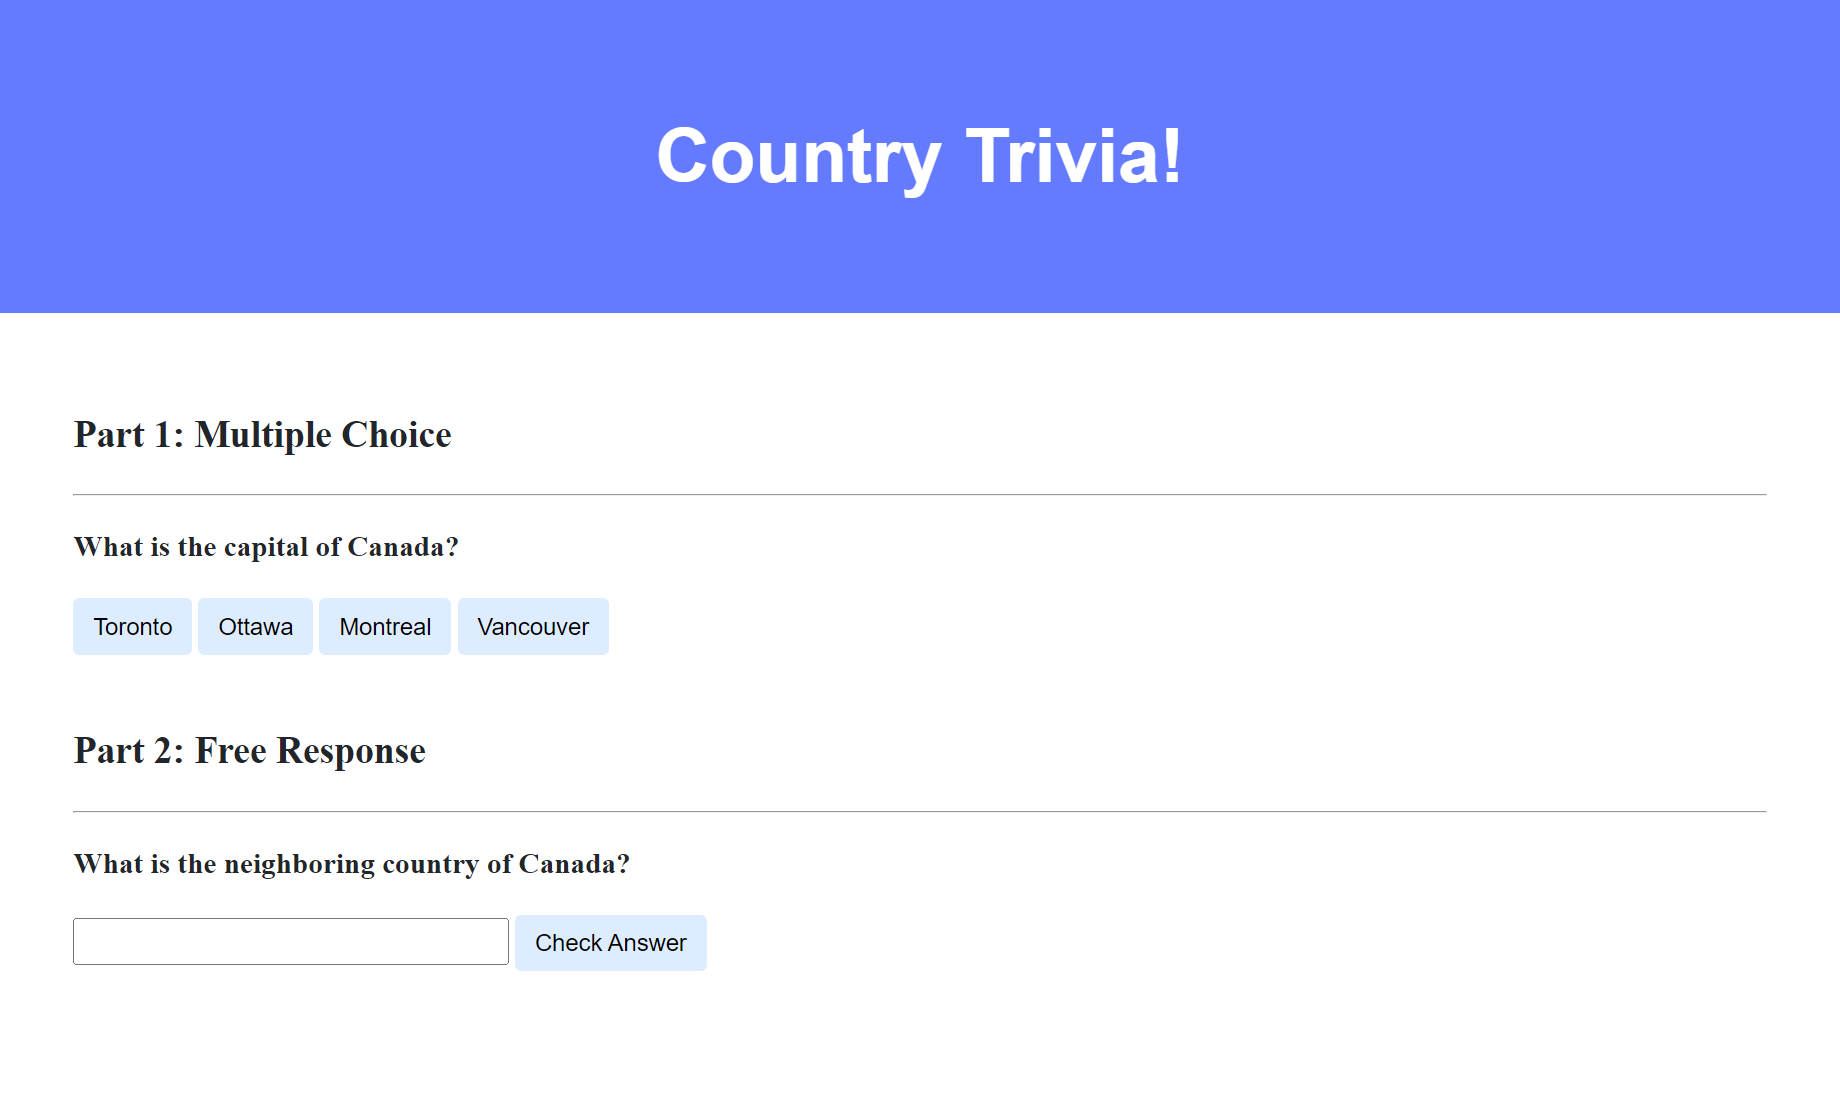 Country Trivia!
Part 1: Multiple Choice
What is the capital of Canada?
Toronto Ottawa Montreal Vancouver
Part 2: Free Response
What is the neighboring country of Canada?
Check Answer